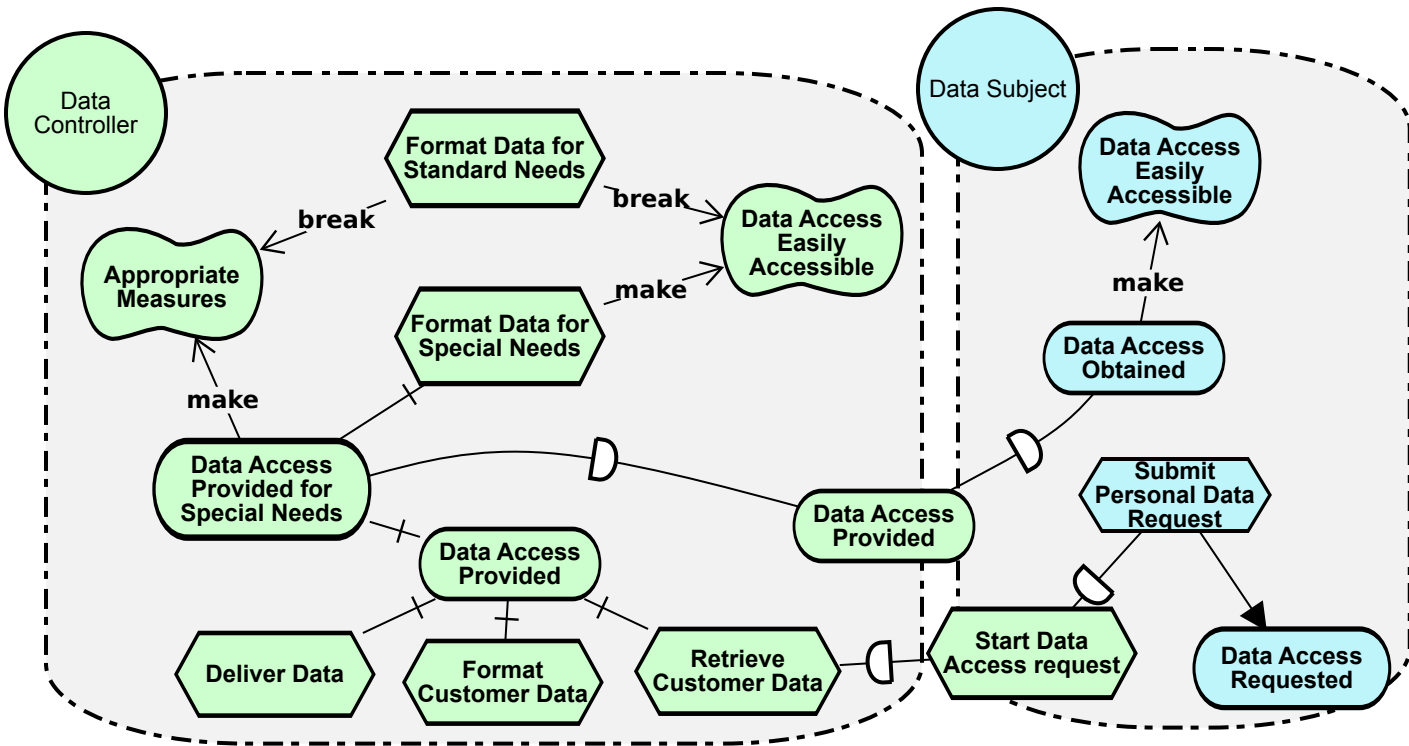 Data
Controller
Data Subject
Format Data for
Standard Needs
break
break
Data Access
Easily
Accessible
Data Access
Easily
Accessible
Appropriate
Measures
make
make
Format Data for
Special Needs
Data Access
Obtained
make
Data Access
Provided for
Special Needs
Submit
Personal Data
Request
Data Access
Provided
Data Access
Provided
Deliver Data
Format
Customer Data
Retrieve
Customer Data
Start Data
Access request
Data Access
Requested